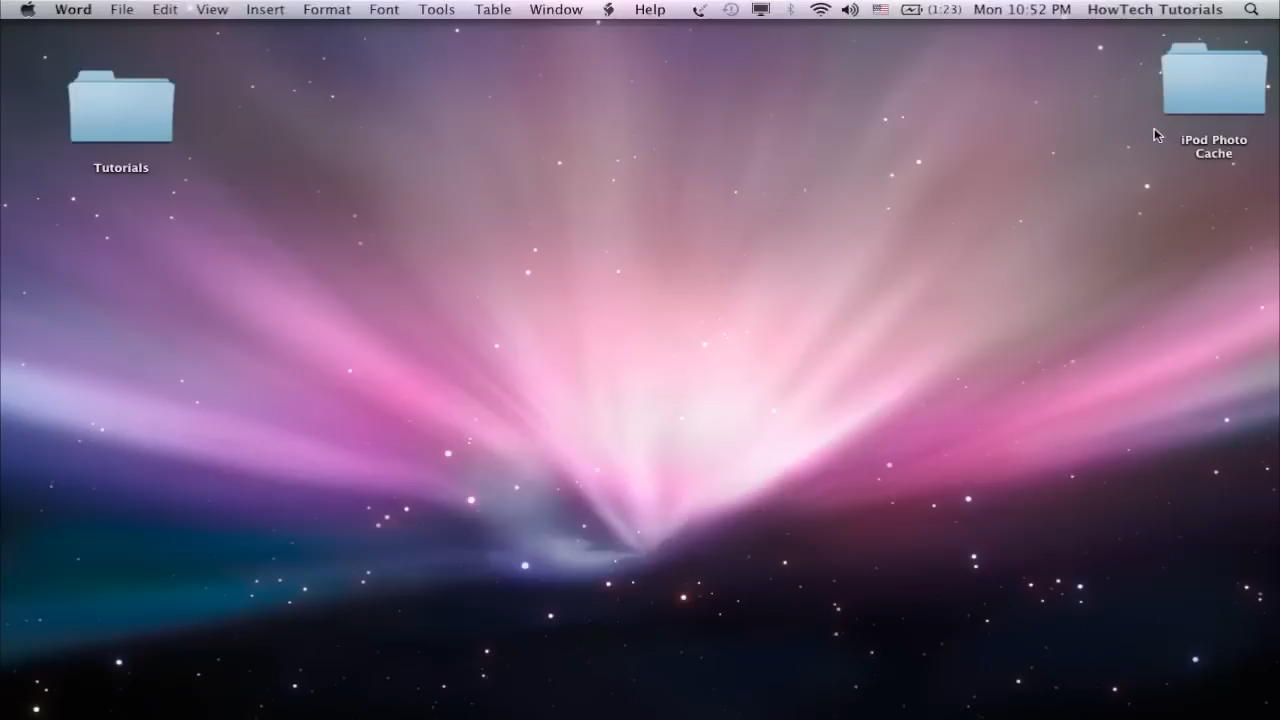 Word File Edit View Insert Format Font Tools Table Window Help (1:23) Mon 10:52 PM HowTech Tutorials
Tutorials
iPod Photo
Cache